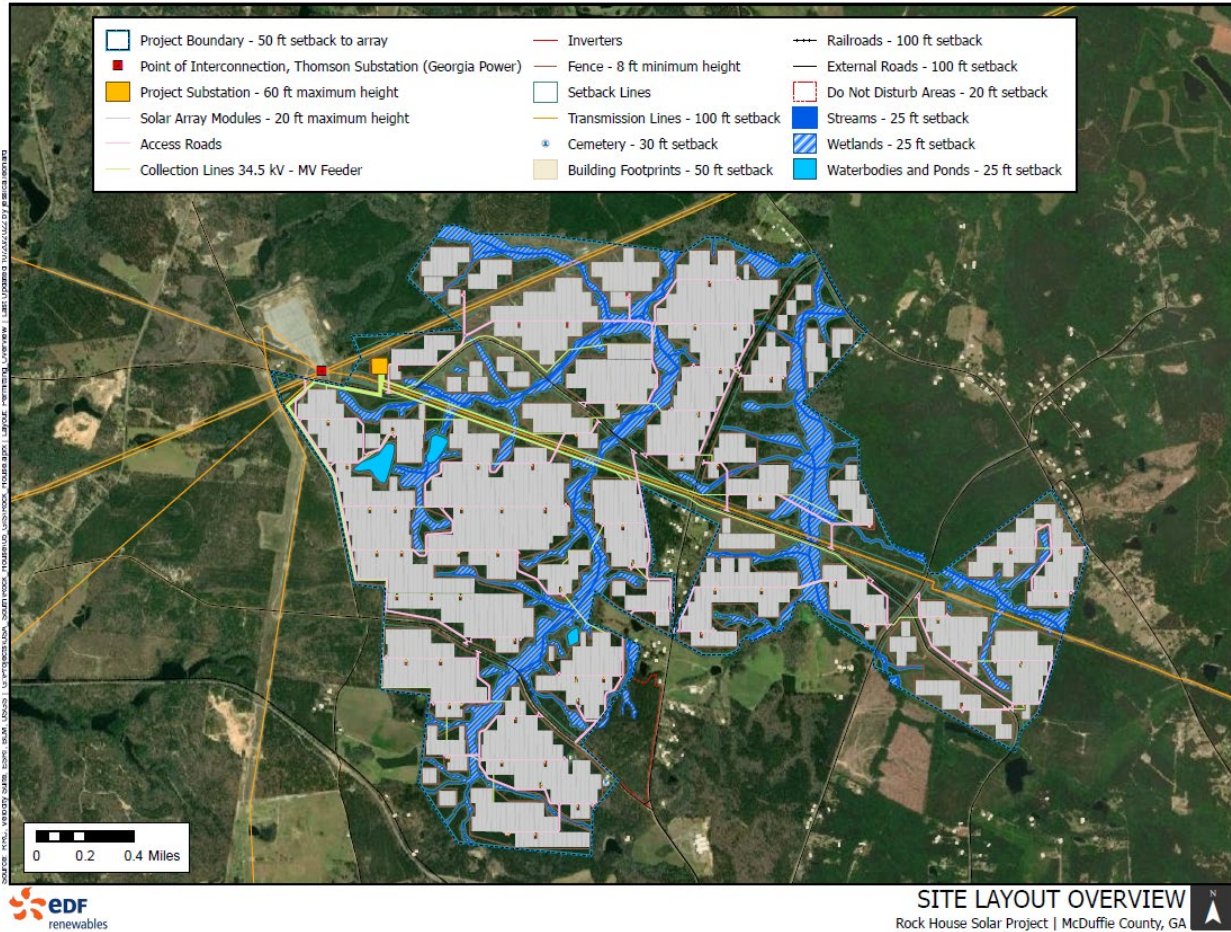 Project Boundary - 50 ft setback to array
Point of Interconnection, Thomson Substation (Georgia Power)
Project Substation - 60 ft maximum height
Solar Array Modules - 20 ft maximum height
Access Roads
Collection Lines 34.5 kV - MV Feeder
Inverters
Fence - 8 ft minimum height
Setback Lines
Transmission Lines - 100 ft setback
Cemetery - 30 ft setback
Building Footprints - 50 ft setback
Railroads - 100 ft setback
External Roads - 100 ft setback
Do Not Disturb Areas - 20 ft setback
Streams - 25 ft setback
Wetlands - 25 ft setback
Waterbodies and Ponds - 25 ft setback
0 0.2 0.4 Miles
edf
renewables
SITE LAYOUT OVERVIEW
Rock House Solar Project | McDuffie County, GA
N